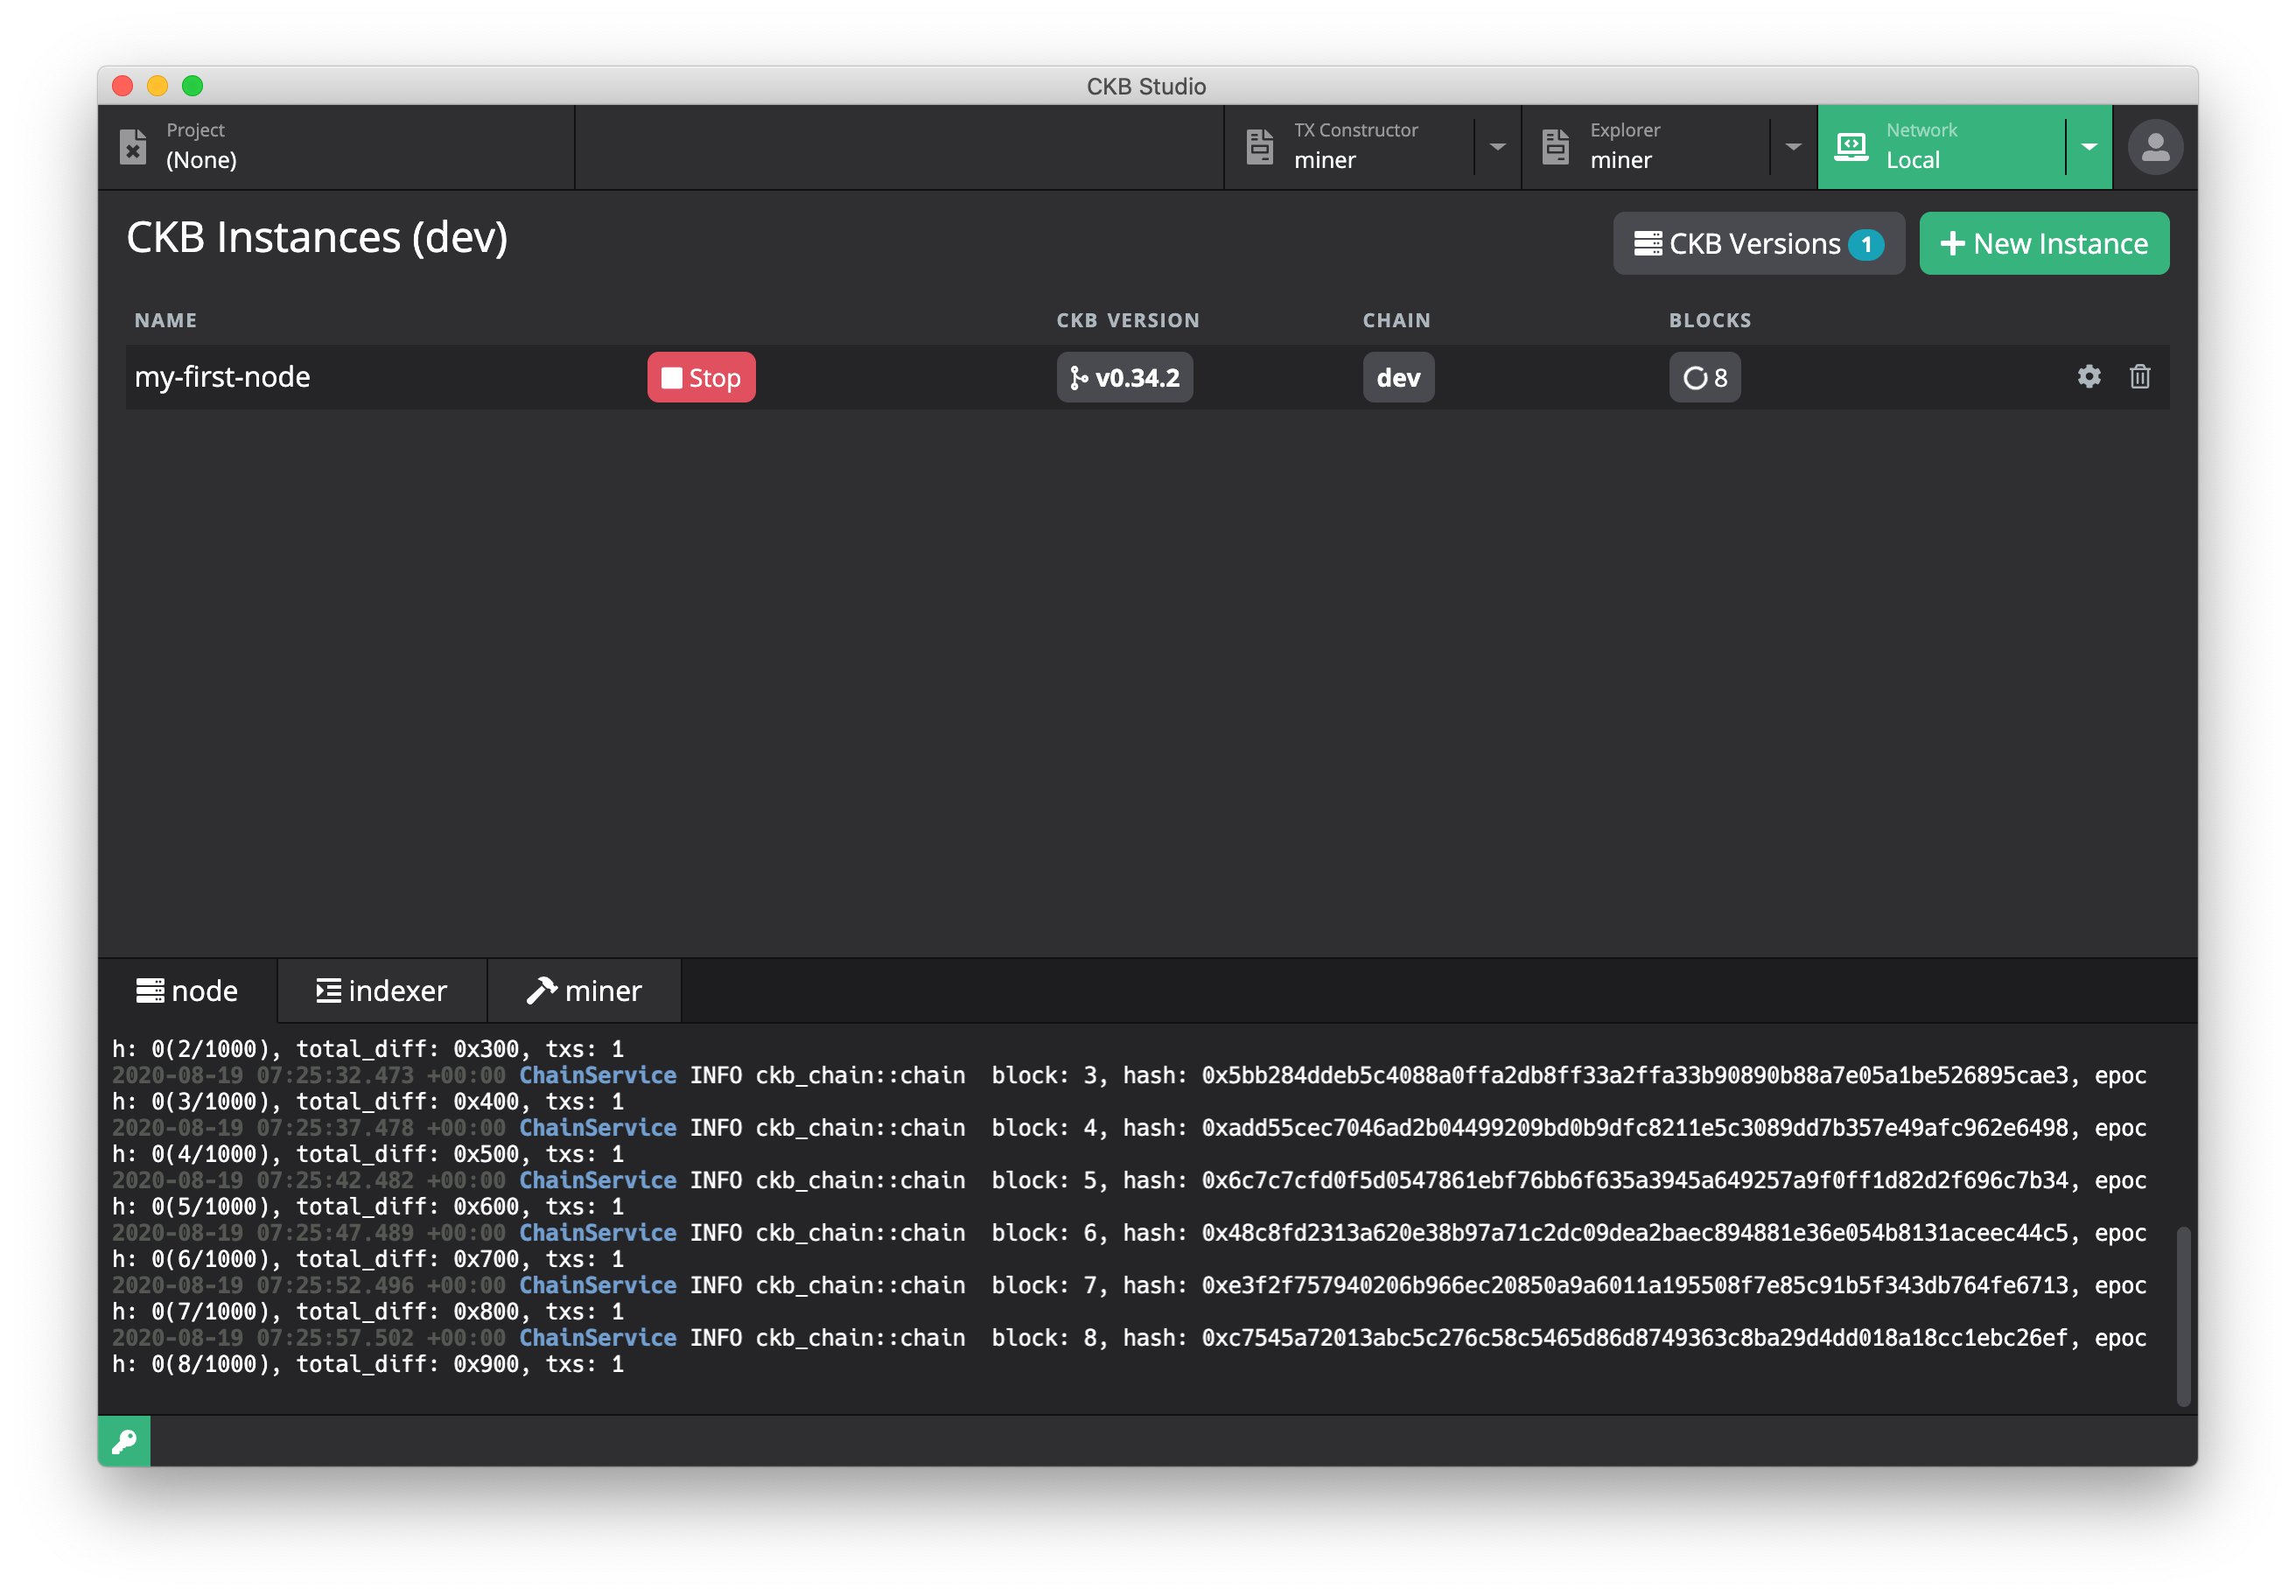 CKB Studio
Project
(None)
TX Constructor
miner
Explorer
miner
Network
Local
CKB Instances (dev)
CKB Versions 1
New Instance
NAME
CKB VERSION
CHAIN
BLOCKS
my-first-node
Stop
v0.34.2
dev
8
node
indexer
miner
h: 0(2/1000), total_diff: 0x300, txs: 1
2020-08-19 07:25:32.473 +00:00 ChainService INFO ckb_chain::chain  block: 3, hash: 0x5bb284ddeb5c4088a0ffa2db8ff33a2ffa33b90890b88a7e05a1be526895cae3, epoc
h: 0(3/1000), total_diff: 0x400, txs: 1
2020-08-19 07:25:37.478 +00:00 ChainService INFO ckb_chain::chain  block: 4, hash: 0xadd55cec7046ad2b04499209bd0b9dfc8211e5c3089dd7b357e49afc962e6498, epoc
h: 0(4/1000), total_diff: 0x500, txs: 1
2020-08-19 07:25:42.482 +00:00 ChainService INFO ckb_chain::chain  block: 5, hash: 0x6c7c7cfd0f5d0547861ebf76bb6f635a3945a649257a9f0ff1d82d2f696c7b34, epoc
h: 0(5/1000), total_diff: 0x600, txs: 1
2020-08-19 07:25:47.489 +00:00 ChainService INFO ckb_chain::chain  block: 6, hash: 0x48c8fd2313a620e38b97a71c2dc09dea2baec894881e36e054b8131aceec44c5, epoc
h: 0(6/1000), total_diff: 0x700, txs: 1
2020-08-19 07:25:52.496 +00:00 ChainService INFO ckb_chain::chain  block: 7, hash: 0xe3f2f757940206b966ec20850a9a6011a195508f7e85c91b5f343db764fe6713, epoc
h: 0(7/1000), total_diff: 0x800, txs: 1
2020-08-19 07:25:57.502 +00:00 ChainService INFO ckb_chain::chain  block: 8, hash: 0xc7545a72013abc5c276c58c5465d86d8749363c8ba29d4dd018a18cc1ebc26ef, epoc
h: 0(8/1000), total_diff: 0x900, txs: 1